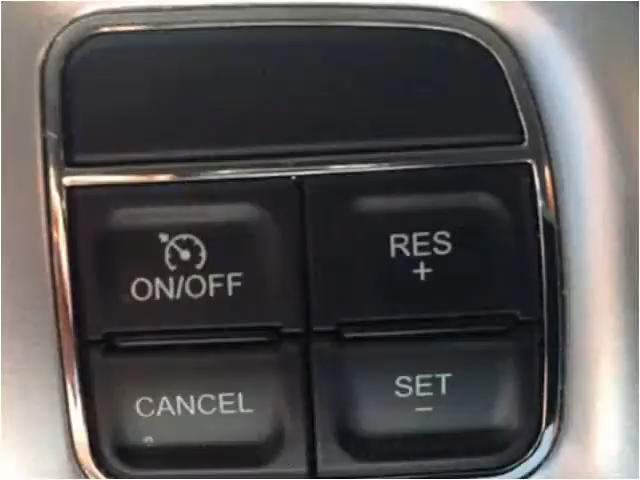 ON/OFF
RES
+
CANCEL
SET
–